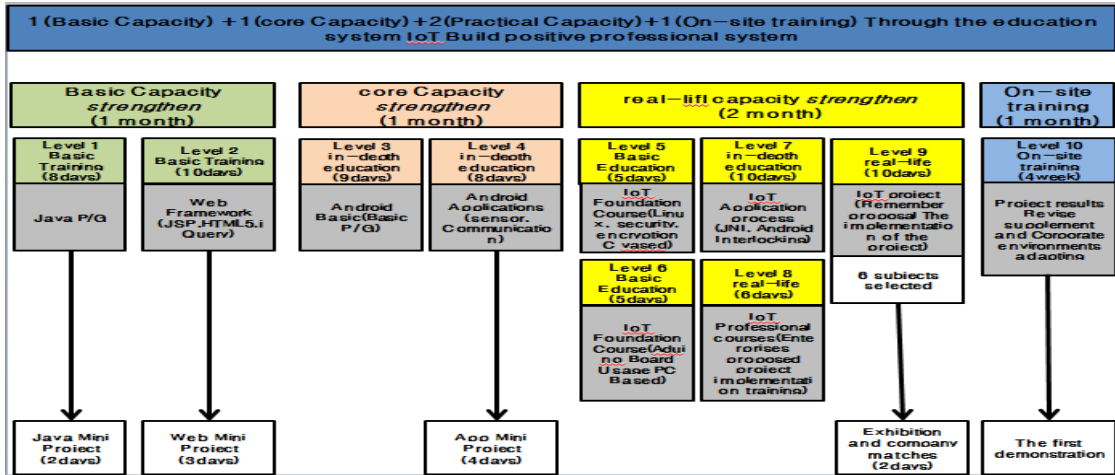 1 (Basic Capacity) +1(core Capacity)+2(Practical Capacity)+1(On-site training) Through the education
system IoT Build positive professional system
Basic Capacity
strengthen
(1 month)
core Capacity
strengthen
(1 month)
real-lifl capacity strengthen
(2 month)
On-site
training
(1 month)
Level 1
Basic
Training
(8days)
Java P/G
Level 2
Basic Training
(10days)
Web
Framework
(JSP,HTML5,j
Query)
Level 3
in-depth
education
(9days)
Android
Basic(Basic
P/G)
Level 4
in-depth
education
(8days)
Android
Applications
(sensor,
Communicatio
n)
Level 5
Basic
Education
(5days)
IoT
Foundation
Course(Linu
x, security,
encryption
C vased)
Level 7
in-depth
education
(10days)
IoT
Application
process
(JNI, Android
Interlocking)
Level 9
real-life
(10days)
IoT project
(Remember
proposal The
implementatio
n of the
project)
6 subjects
selected
Level 10
On-site
training
(4week)
Project results
Revise
supplement
and Corporate
environments
adapting
Level 6
Basic
Education
(5days)
IoT
Foundation
Course(Adui
no Board
Usage PC
Based)
Level 8
real-life
(6days)
IoT
Professional
courses(Ente
rprises
proposed
project
implementati
on training)
Java Mini
Project
(2days)
Web Mini
Project
(3days)
App Mini
Project
(4days)
Exhibition
and company
matches
(2days)
The first
demonstration